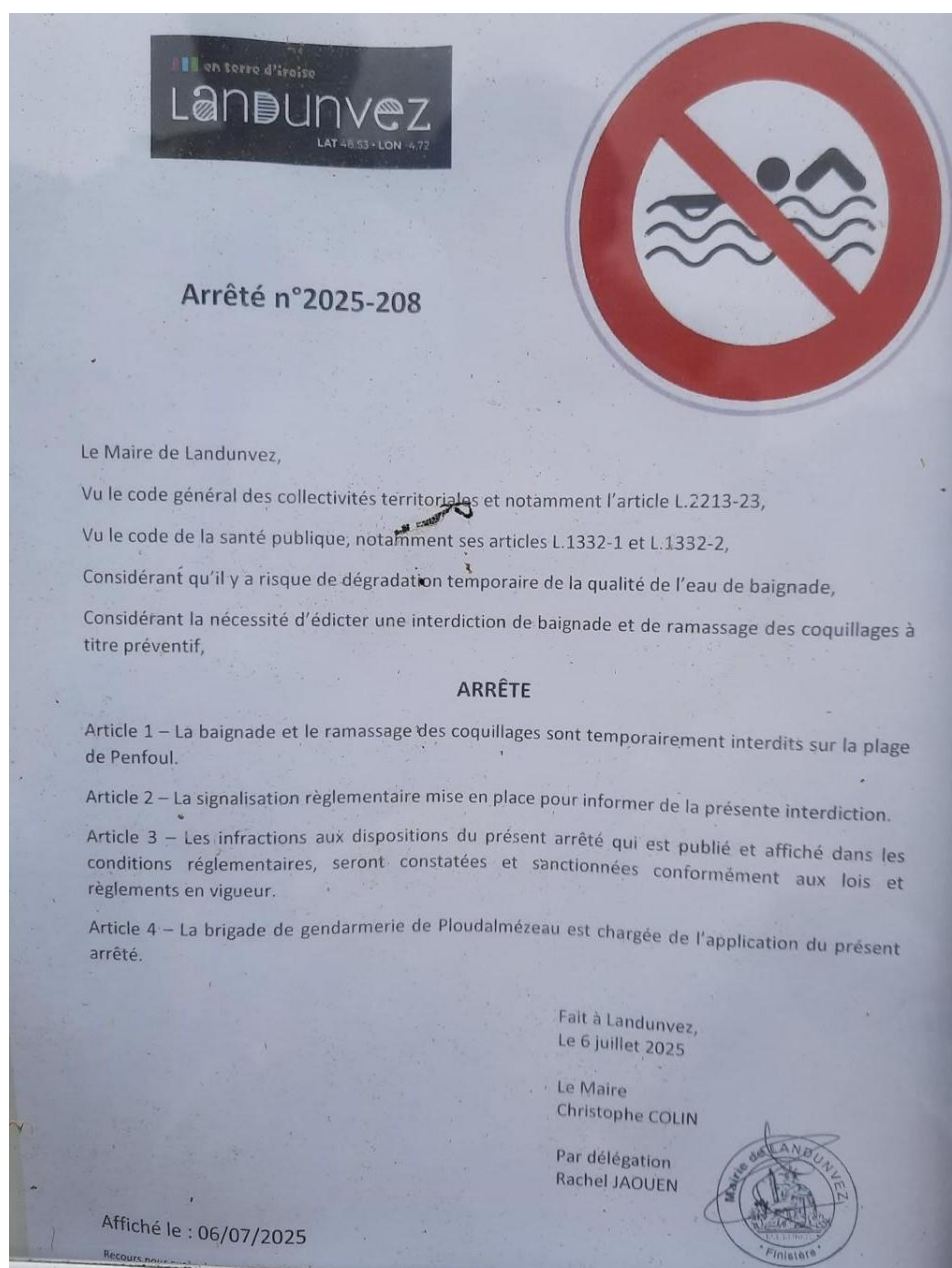 en terre d'iroise
Landunvez
LAT 48.53 - LON -4.72
Arrêté n°2025-208
Le Maire de Landunvez,
Vu le code général des collectivités territoriales et notamment l'article L.2213-23,
Vu le code de la santé publique, notamment ses articles L.1332-1 et L.1332-2,
Considérant qu'il y a risque de dégradation temporaire de la qualité de l'eau de baignade,
Considérant la nécessité d'édicter une interdiction de baignade et de ramassage des coquillages à
titre préventif,
ARRÊTE
Article 1 – La baignade et le ramassage des coquillages sont temporairement interdits sur la plage
de Penfoul.
Article 2 – La signalisation règlementaire mise en place pour informer de la présente interdiction.
Article 3 – Les infractions aux dispositions du présent arrêté qui est publié et affiché dans les
conditions réglementaires, seront constatées et sanctionnées conformément aux lois et
règlements en vigueur.
Article 4 – La brigade de gendarmerie de Ploudalmézeau est chargée de l'application du présent
arrêté.
Fait à Landunvez,
Le 6 juillet 2025
Le Maire
Christophe COLIN
Par délégation
Rachel JAOUEN
Mairie de LANDUNVEZ
Finistère
Affiché le : 06/07/2025
Recours